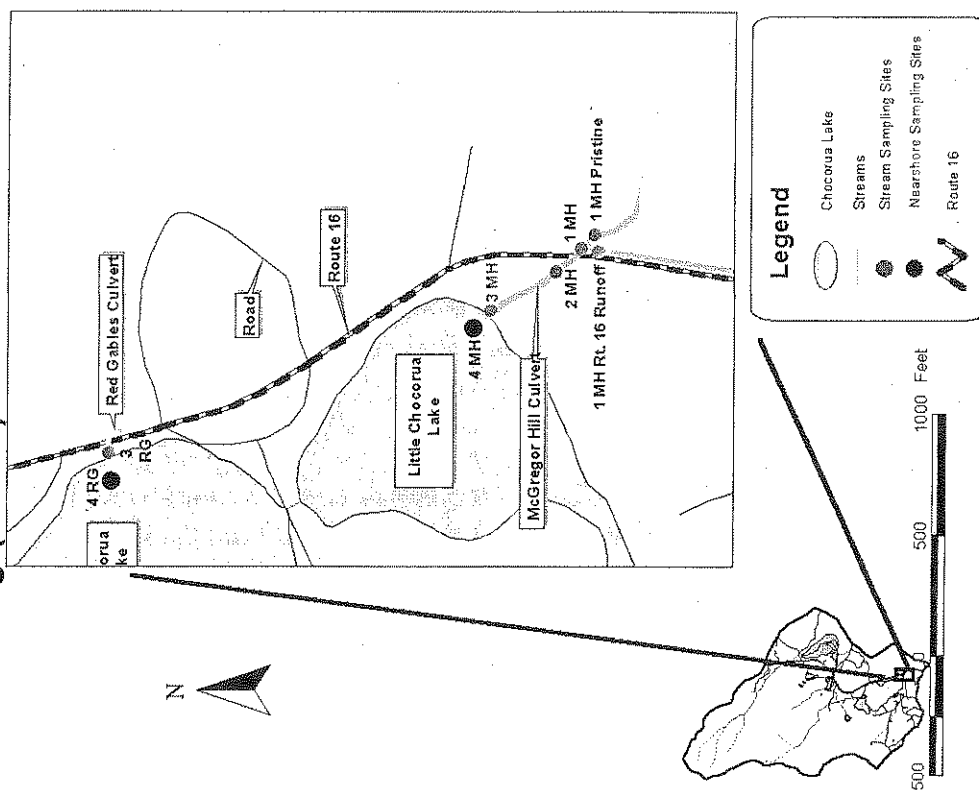 N
Red Gables Culvert
4 RG
3
RG
orua
ke
Road
Route 16
Little Chocorua
Lake
4 MH
3 MH
McGregor Hill Culvert
2 MH
1 MH
1 MH Pristine
1 MH Rt. 16 Runoff
Legend
Chocorua Lake
Streams
Stream Sampling Sites
Nearshore Sampling Sites
Route 16
500
0
500
1000 Feet